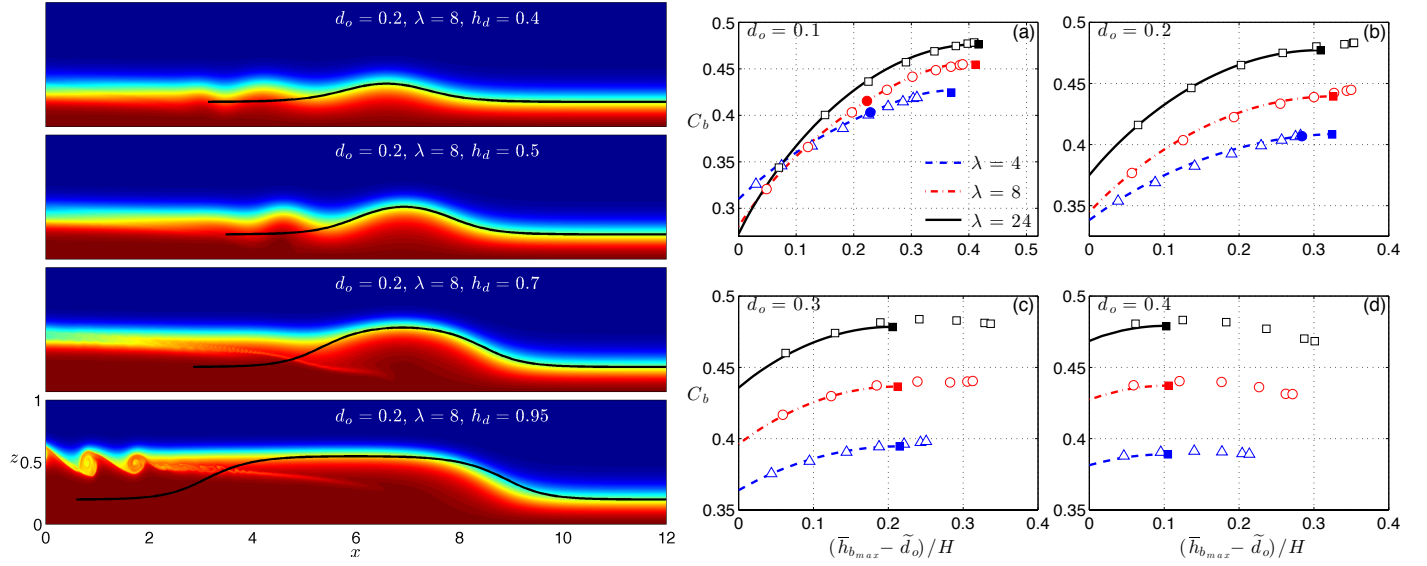 d_o = 0.2, λ = 8, h_d = 0.4
d_o = 0.2, λ = 8, h_d = 0.5
d_o = 0.2, λ = 8, h_d = 0.7
d_o = 0.2, λ = 8, h_d = 0.95
1
z
0.5
0
0 2 4 6 8 10 12
x
d_o = 0.1
(a)
0.5
0.45
C_b
0.4
0.35
0.3
λ = 4
λ = 8
λ = 24
0 0.1 0.2 0.3 0.4 0.5
d_o = 0.2
(b)
0.5
0.45
0.4
0.35
0 0.1 0.2 0.3 0.4
d_o = 0.3
(c)
0.5
0.45
C_b
0.4
0.35
0 0.1 0.2 0.3 0.4
(h̅_{b_{max}} − d̃_o)/H
d_o = 0.4
(d)
0.5
0.45
0.4
0.35
0 0.1 0.2 0.3 0.4
(h̅_{b_{max}} − d̃_o)/H